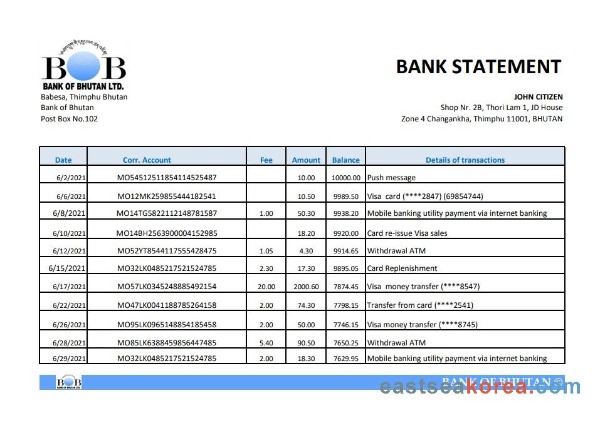 BOB
BANK OF BHUTAN LTD.
Babesa, Thimphu Bhutan
Bank of Bhutan
Post Box No.102
BANK STATEMENT
JOHN CITIZEN
Shop Nr. 2B, Thori Lam 1, JD House
Zone 4 Changankha, Thimphu 11001, BHUTAN
Date Corr. Account Fee Amount Balance Details of transactions
6/2/2021 MO54512511854114525487 10.00 10000.00 Push message
6/6/2021 MO12MK259855444182541 10.50 9989.50 Visa card (****2847) (69854744)
6/8/2021 MO14TG5822112148781587 1.00 50.30 9938.20 Mobile banking utility payment via internet banking
6/10/2021 MO14BH2563900004152985 18.20 9920.00 Card re-issue Visa sales
6/12/2021 MO52YT8544117555428475 1.05 4.30 9914.65 Withdrawal ATM
6/15/2021 MO32LK0485217521524785 2.30 17.30 9895.05 Card Replenishment
6/17/2021 MO57LK0345248885492154 20.00 2000.60 7874.45 Visa money transfer (****8547)
6/22/2021 MO47LK0041188785264158 2.00 74.30 7798.15 Transfer from card (****2541)
6/26/2021 MO95LK0965148854185458 2.00 50.00 7746.15 Visa money transfer (****8745)
6/28/2021 MO85LK6388459856447485 5.40 90.50 7650.25 Withdrawal ATM
6/29/2021 MO32LK0485217521524785 2.00 18.30 7629.95 Mobile banking utility payment via internet banking
BOB BANK OF BHUTAN ©
eastseakorea.com